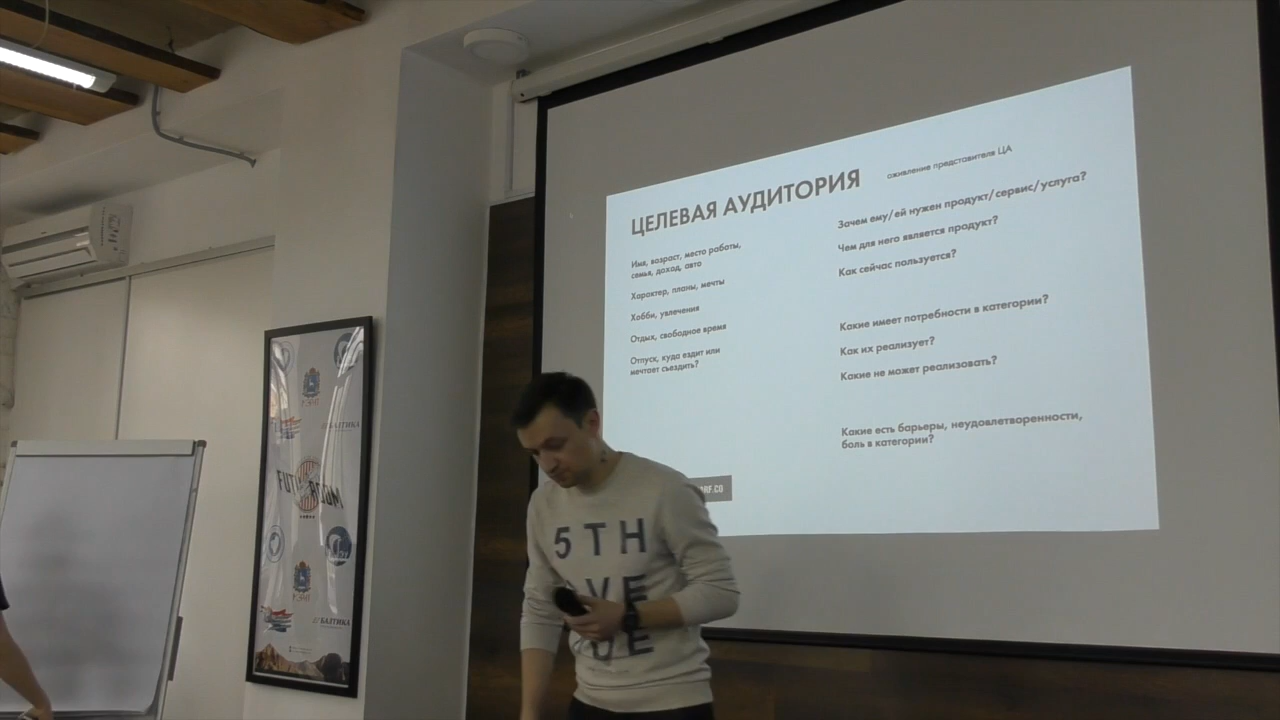 ЦЕЛЕВАЯ АУДИТОРИЯ
оживление представителя ЦА
Имя, возраст, место работы,
семья, доход, авто
Характер, планы, мечты
Хобби, увлечения
Отдых, свободное время
Отпуск, куда ездит или
мечтает съездить?
Зачем ему/ей нужен продукт/сервис/услуга?
Чем для него является продукт?
Как сейчас пользуется?
Какие имеет потребности в категории?
Как их реализует?
Какие не может реализовать?
Какие есть барьеры, неудовлетворенности,
боль в категории?
5TH
БАЛТИКА
БАЛТИКА